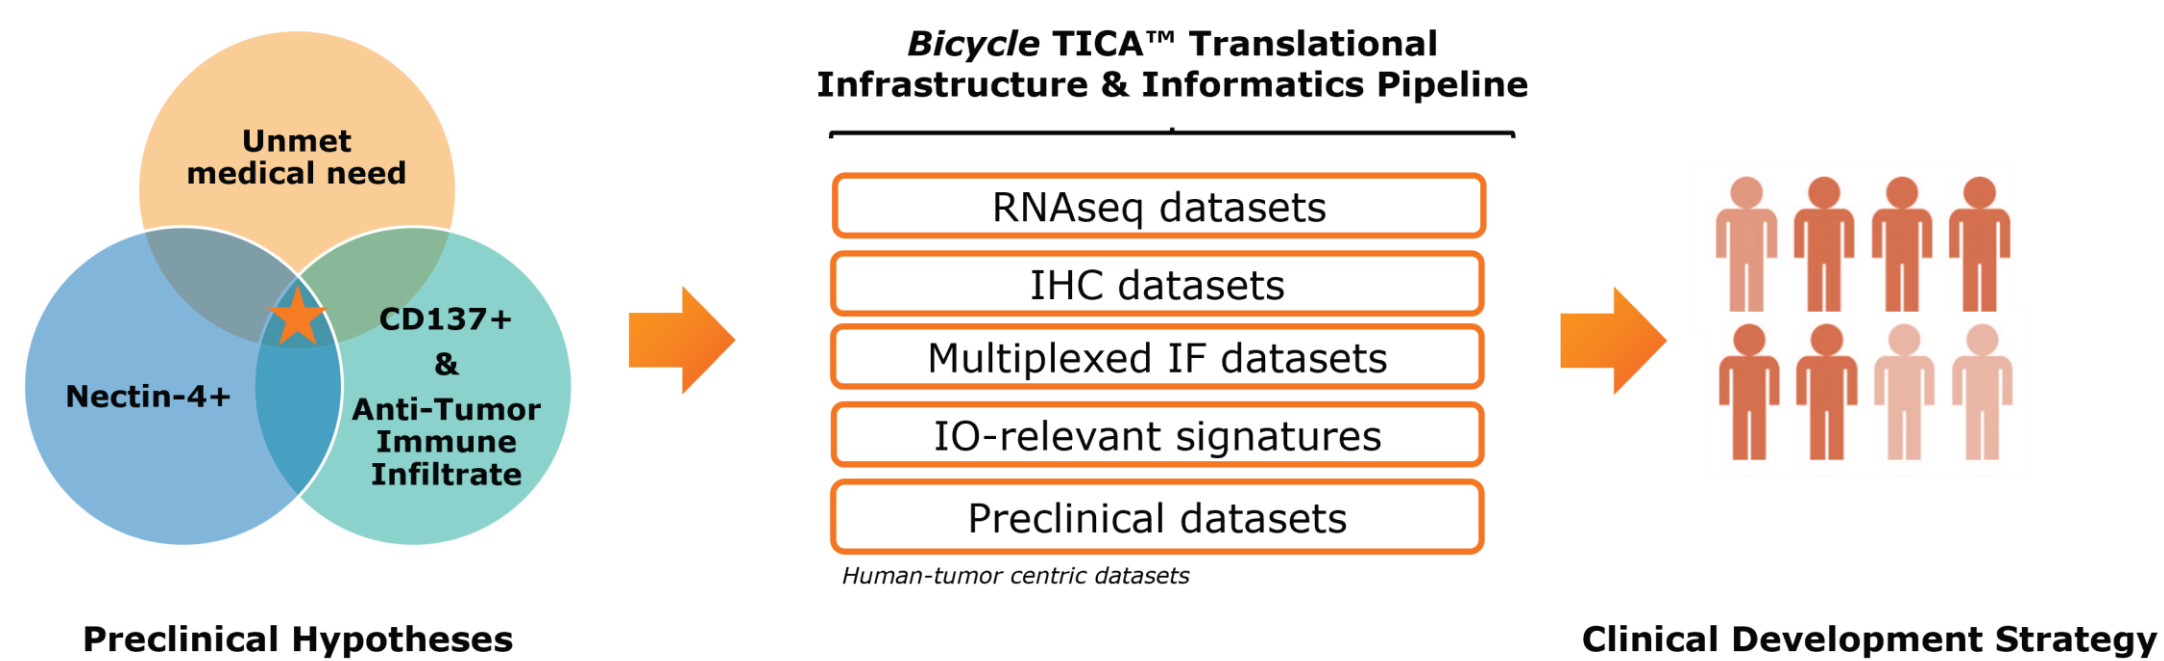 Unmet
medical need
Nectin-4+
CD137+
&
Anti-Tumor
Immune
Infiltrate
Preclinical Hypotheses
Bicycle TICA™ Translational
Infrastructure & Informatics Pipeline
RNAseq datasets
IHC datasets
Multiplexed IF datasets
IO-relevant signatures
Preclinical datasets
Human-tumor centric datasets
Clinical Development Strategy